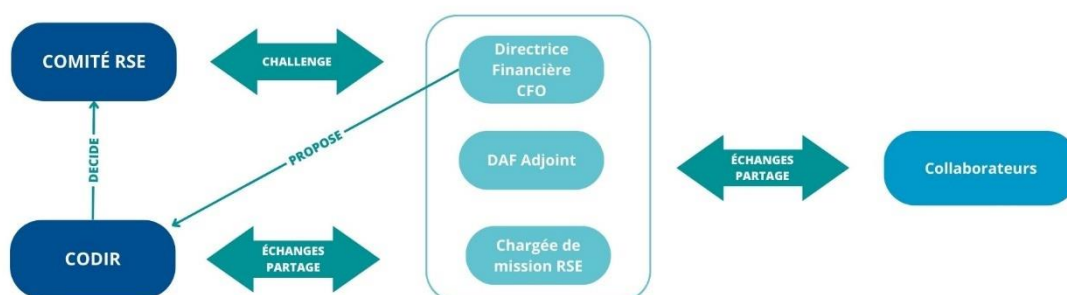 COMITÉ RSE
CHALLENGE
Directrice
Financière
CFO
DECIDE
PROPOSE
DAF Adjoint
ÉCHANGES
PARTAGE
Collaborateurs
CODIR
ÉCHANGES
PARTAGE
Chargée de
mission RSE